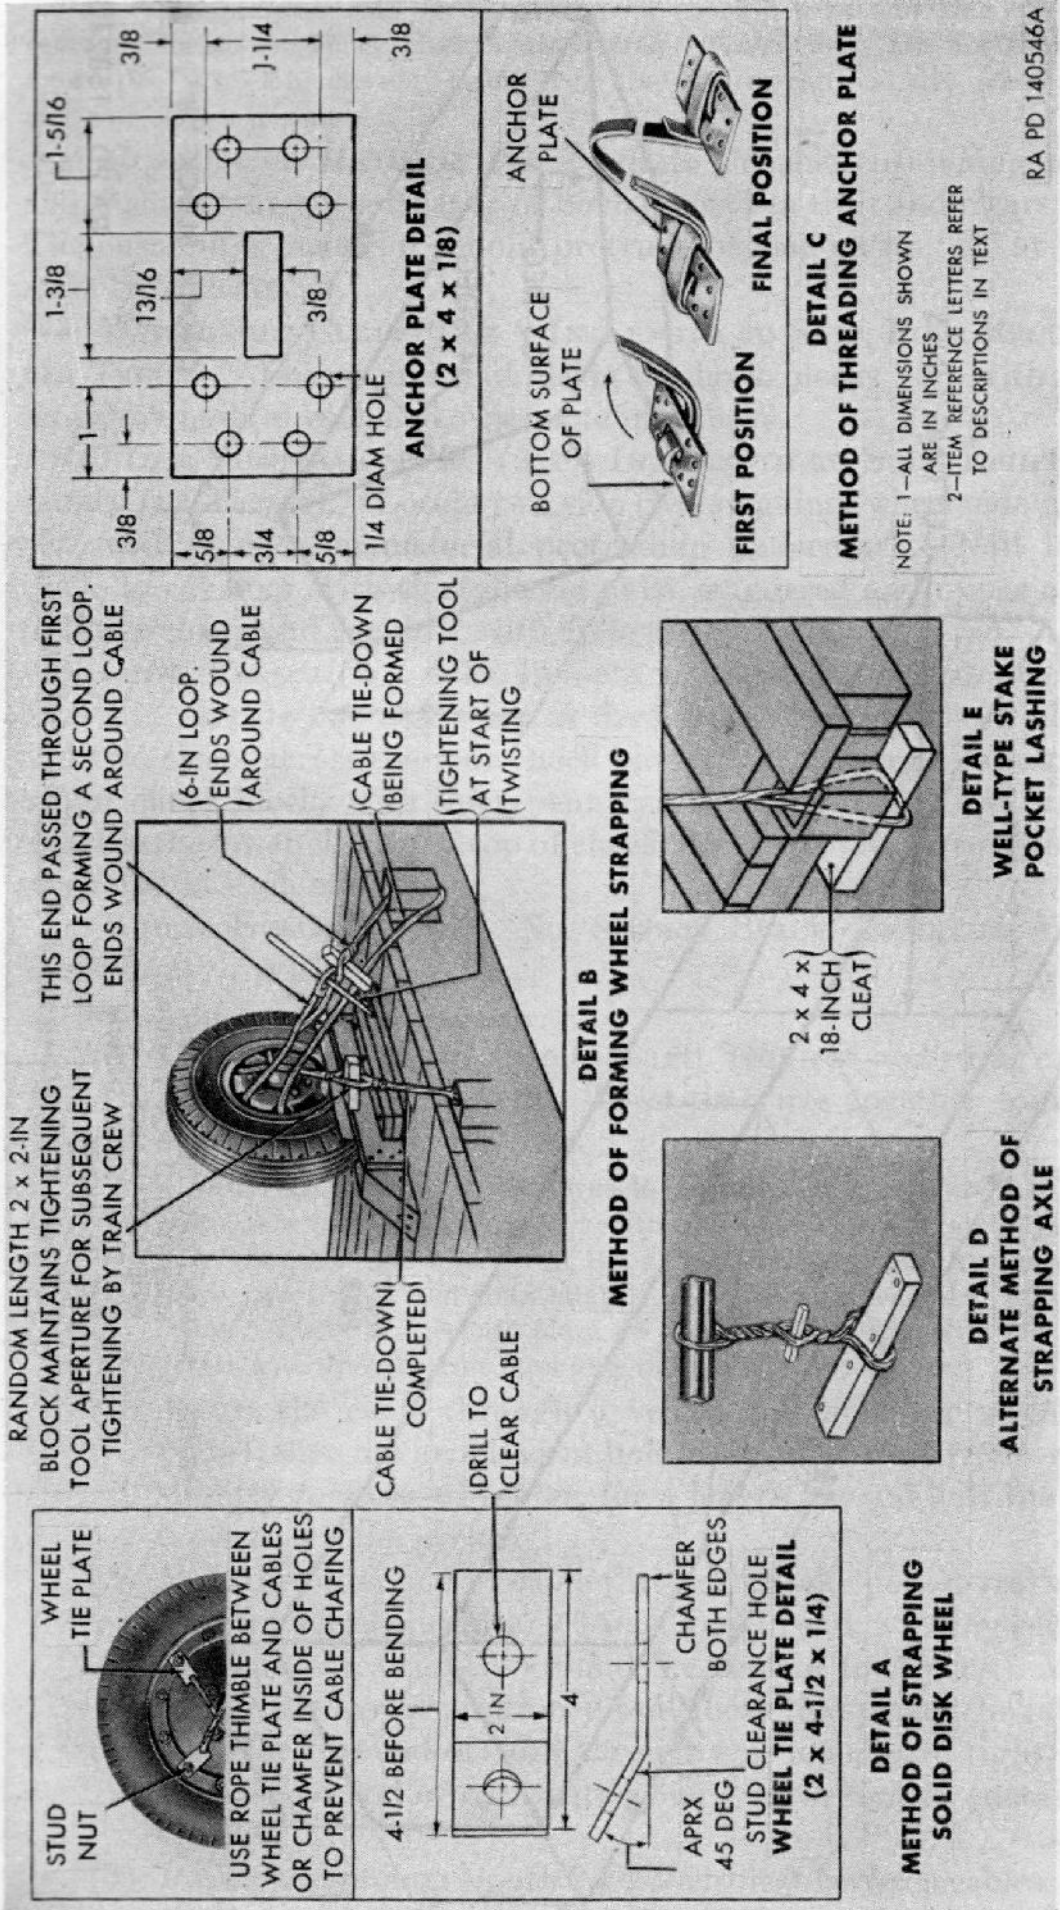 STUD
NUT
WHEEL
TIE PLATE
USE ROPE THIMBLE BETWEEN
WHEEL TIE PLATE AND CABLES
OR CHAMFER INSIDE OF HOLES
TO PREVENT CABLE CHAFING
4-1/2 BEFORE BENDING
2 IN
4
DRILL TO
CLEAR CABLE
APRX
45 DEG
CHAMFER
BOTH EDGES
STUD CLEARANCE HOLE
WHEEL TIE PLATE DETAIL
(2 x 4-1/2 x 1/4)
DETAIL A
METHOD OF STRAPPING
SOLID DISK WHEEL
RANDOM LENGTH 2 x 2-IN
BLOCK MAINTAINS TIGHTENING
TOOL APERTURE FOR SUBSEQUENT
TIGHTENING BY TRAIN CREW
THIS END PASSED THROUGH FIRST
LOOP FORMING A SECOND LOOP.
ENDS WOUND AROUND CABLE
6-IN LOOP.
ENDS WOUND
AROUND CABLE
CABLE TIE-DOWN
BEING FORMED
TIGHTENING TOOL
AT START OF
TWISTING
CABLE TIE-DOWN
COMPLETED
DETAIL B
METHOD OF FORMING WHEEL STRAPPING
DETAIL D
ALTERNATE METHOD OF
STRAPPING AXLE
2 x 4 x
18-INCH
CLEAT
DETAIL E
WELL-TYPE STAKE
POCKET LASHING
3/8
1
1-3/8
1-5/16
3/8
J-1/4
3/8
13/16
3/8
5/8
3/4
5/8
1/4 DIAM HOLE
ANCHOR PLATE DETAIL
(2 x 4 x 1/8)
BOTTOM SURFACE
OF PLATE
ANCHOR
PLATE
FIRST POSITION
FINAL POSITION
DETAIL C
METHOD OF THREADING ANCHOR PLATE
NOTE: 1—ALL DIMENSIONS SHOWN
ARE IN INCHES
2—ITEM REFERENCE LETTERS REFER
TO DESCRIPTIONS IN TEXT
RA PD 140546A